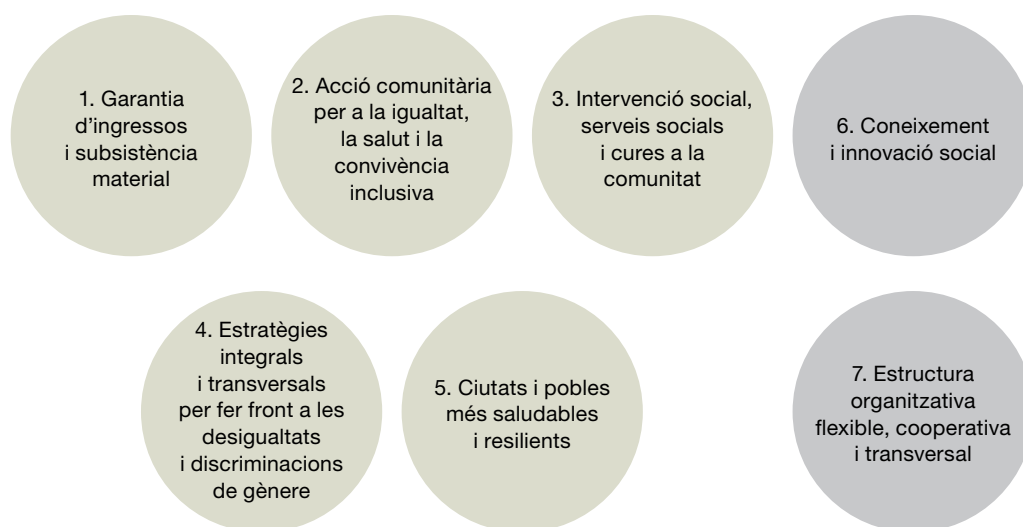 1. Garantia
d’ingressos
i subsistència
material
2. Acció comunitària
per a la igualtat,
la salut i la
convivència
inclusiva
3. Intervenció social,
serveis socials
i cures a la
comunitat
6. Coneixement
i innovació social
4. Estratègies
integrals
i transversals
per fer front a les
desigualtats
i discriminacions
de gènere
5. Ciutats i pobles
més saludables
i resilients
7. Estructura
organitzativa
flexible, cooperativa
i transversal